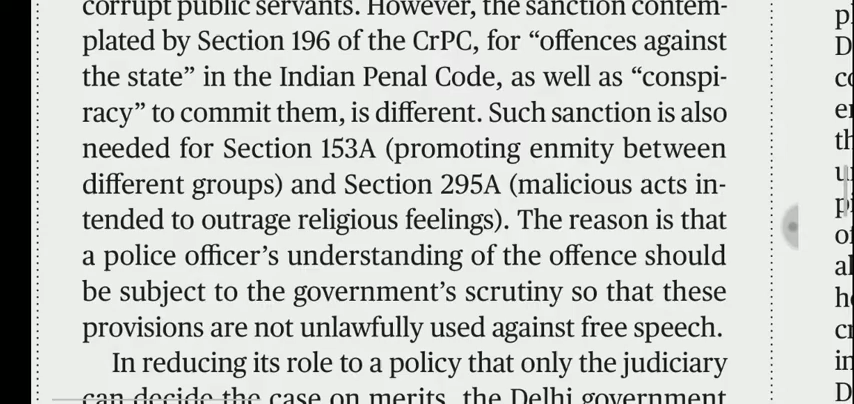 corrupt public servants. However, the sanction contem-
plated by Section 196 of the CrPC, for “offences against
the state” in the Indian Penal Code, as well as “conspi-
racy” to commit them, is different. Such sanction is also
needed for Section 153A (promoting enmity between
different groups) and Section 295A (malicious acts in-
tended to outrage religious feelings). The reason is that
a police officer’s understanding of the offence should
be subject to the government’s scrutiny so that these
provisions are not unlawfully used against free speech.
In reducing its role to a policy that only the judiciary
can decide the case on merits, the Delhi government